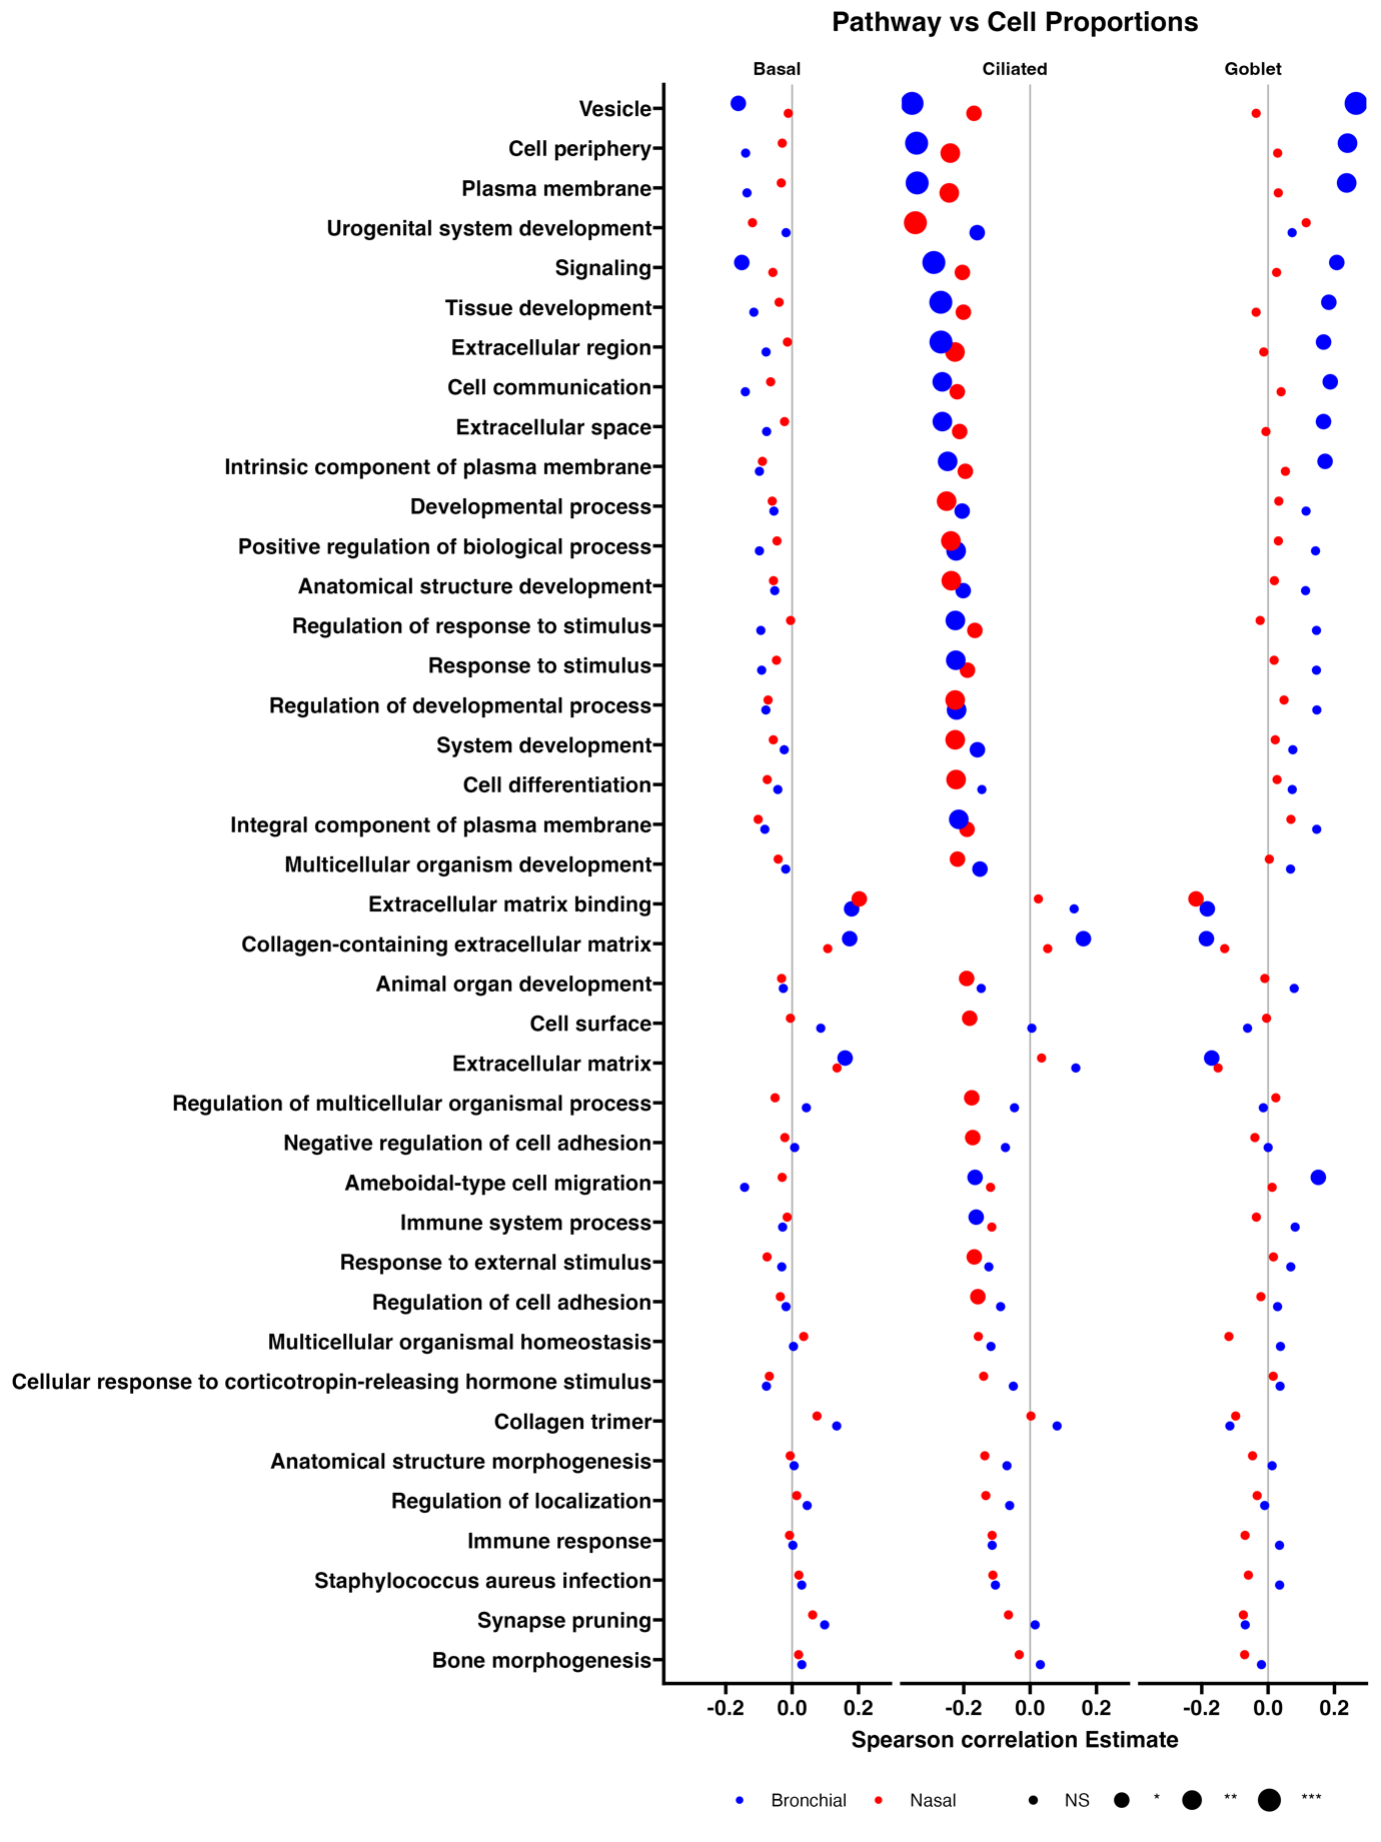 Pathway vs Cell Proportions
Basal
Ciliated
Goblet
Vesicle
Cell periphery
Plasma membrane
Urogenital system development
Signaling
Tissue development
Extracellular region
Cell communication
Extracellular space
Intrinsic component of plasma membrane
Developmental process
Positive regulation of biological process
Anatomical structure development
Regulation of response to stimulus
Response to stimulus
Regulation of developmental process
System development
Cell differentiation
Integral component of plasma membrane
Multicellular organism development
Extracellular matrix binding
Collagen-containing extracellular matrix
Animal organ development
Cell surface
Extracellular matrix
Regulation of multicellular organismal process
Negative regulation of cell adhesion
Ameboidal-type cell migration
Immune system process
Response to external stimulus
Regulation of cell adhesion
Multicellular organismal homeostasis
Cellular response to corticotropin-releasing hormone stimulus
Collagen trimer
Anatomical structure morphogenesis
Regulation of localization
Immune response
Staphylococcus aureus infection
Synapse pruning
Bone morphogenesis
-0.2 0.0 0.2 -0.2 0.0 0.2 -0.2 0.0 0.2
Spearson correlation Estimate
Bronchial Nasal NS * ** ***